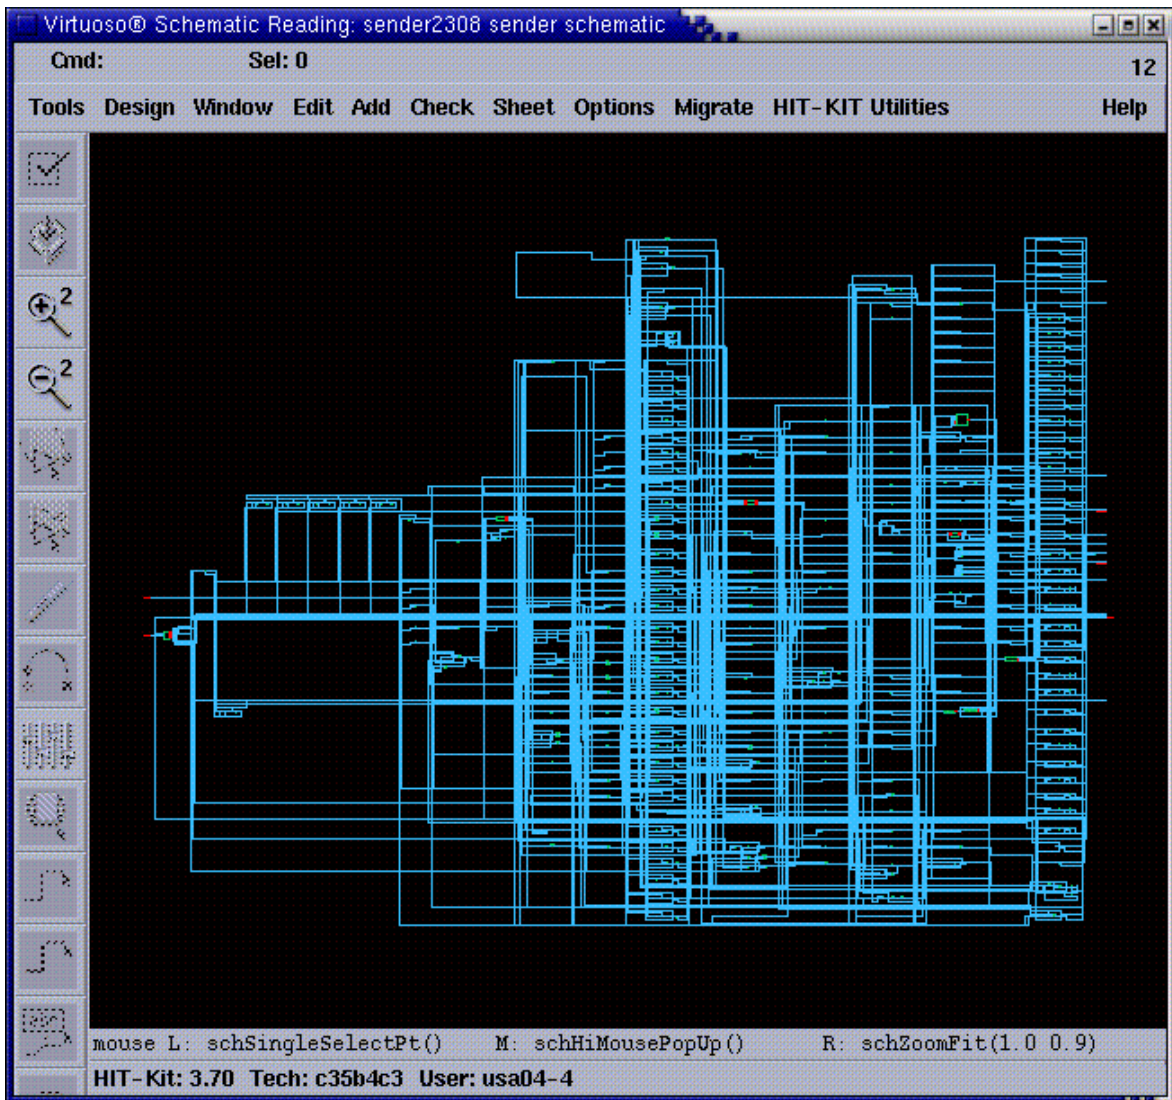 Virtuoso® Schematic Reading: sender2308 sender schematic
Cmd: Sel: 0 12
Tools Design Window Edit Add Check Sheet Options Migrate HIT-KIT Utilities Help
2
2
mouse L: schSingleSelectPt() M: schHiMousePopUp() R: schZoomFit(1.0 0.9)
HIT-Kit: 3.70 Tech: c35b4c3 User: usa04-4